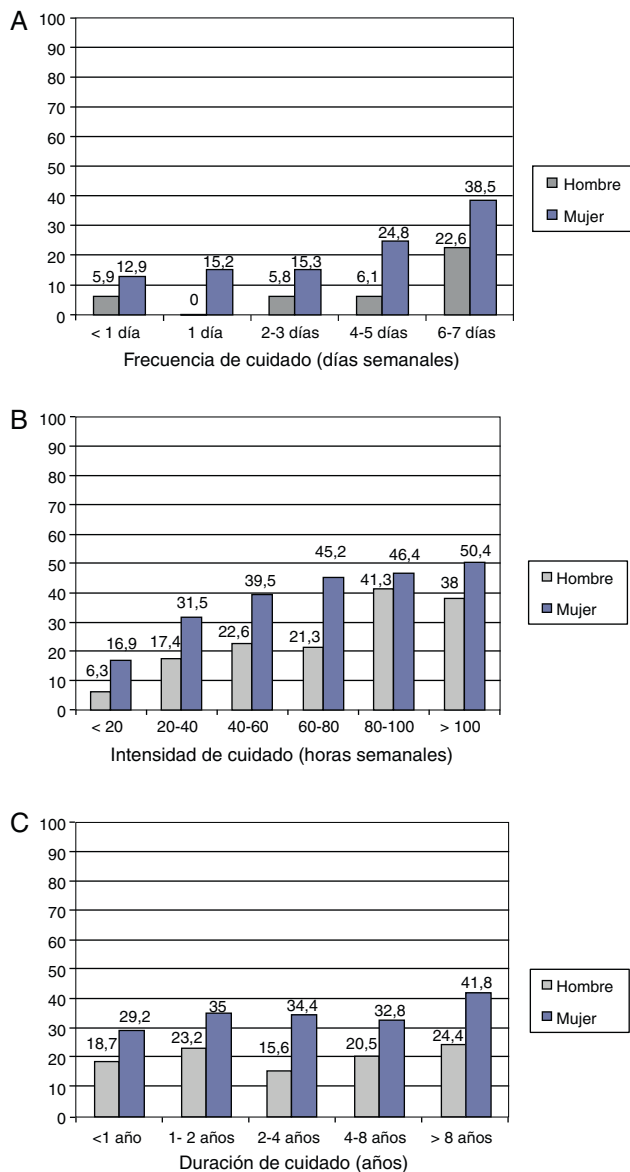 A
100
90
80
70
60
50
40
30
20
10
0
5,9 12,9 0 15,2 5,8 15,3 6,1 24,8 22,6 38,5
< 1 día 1 día 2-3 días 4-5 días 6-7 días
Frecuencia de cuidado (días semanales)
Hombre
Mujer
B
100
90
80
70
60
50
40
30
20
10
0
6,3 16,9 17,4 31,5 22,6 39,5 21,3 45,2 41,3 46,4 38 50,4
< 20 20-40 40-60 60-80 80-100 > 100
Intensidad de cuidado (horas semanales)
Hombre
Mujer
C
100
90
80
70
60
50
40
30
20
10
0
18,7 29,2 23,2 35 15,6 34,4 20,5 32,8 24,4 41,8
<1 año 1- 2 años 2-4 años 4-8 años > 8 años
Duración de cuidado (años)
Hombre
Mujer